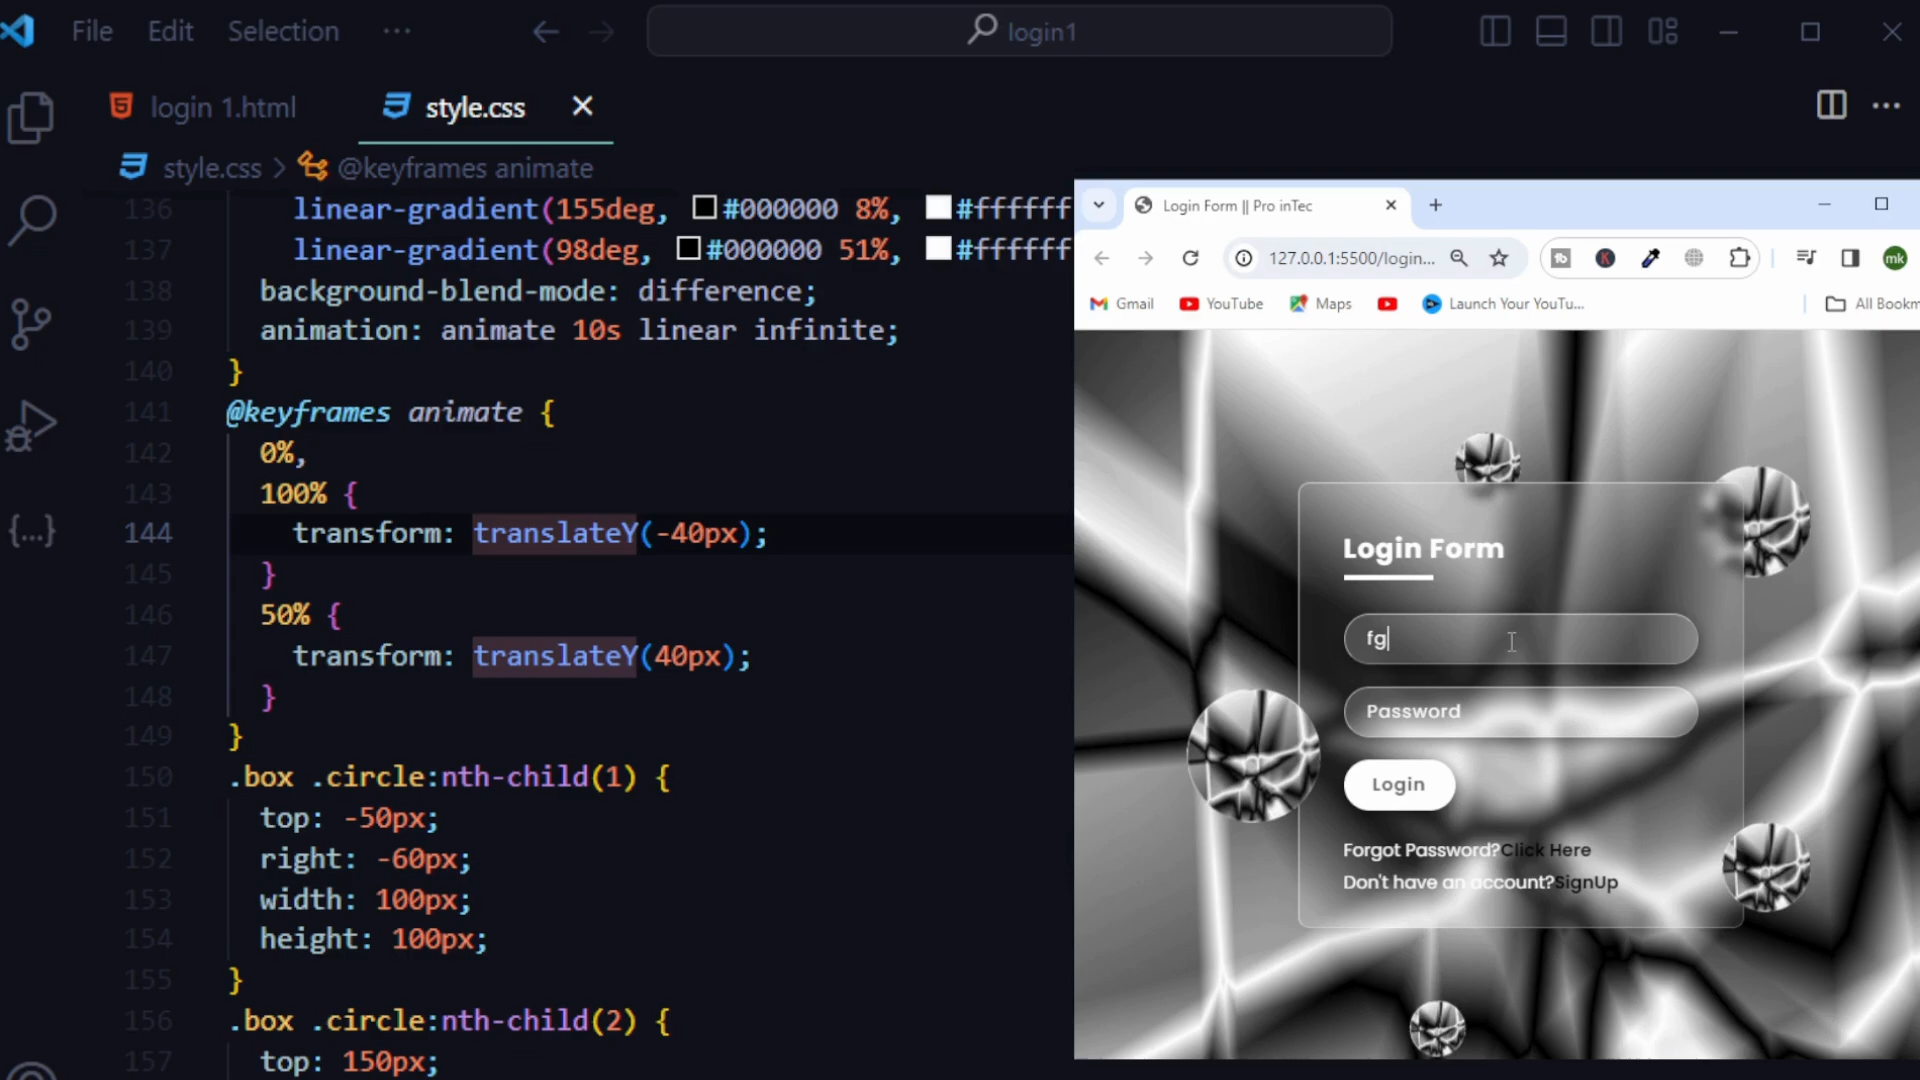 File Edit Selection ···
login1
login 1.html
style.css
style.css > @keyframes animate
136 linear-gradient(155deg, #000000 8%, #ffffff
137 linear-gradient(98deg, #000000 51%, #ffffff
138 background-blend-mode: difference;
139 animation: animate 10s linear infinite;
140 }
141 @keyframes animate {
142 0%,
143 100% {
144 transform: translateY(-40px);
145 }
146 50% {
147 transform: translateY(40px);
148 }
149 }
150 .box .circle:nth-child(1) {
151 top: -50px;
152 right: -60px;
153 width: 100px;
154 height: 100px;
155 }
156 .box .circle:nth-child(2) {
157 top: 150px;
Login Form || Pro inTec
127.0.0.1:5500/login...
mk
Gmail YouTube Maps Launch Your YouTu... All Bookm
Login Form
fg
Password
Login
Forgot Password?Click Here
Don't have an account?SignUp